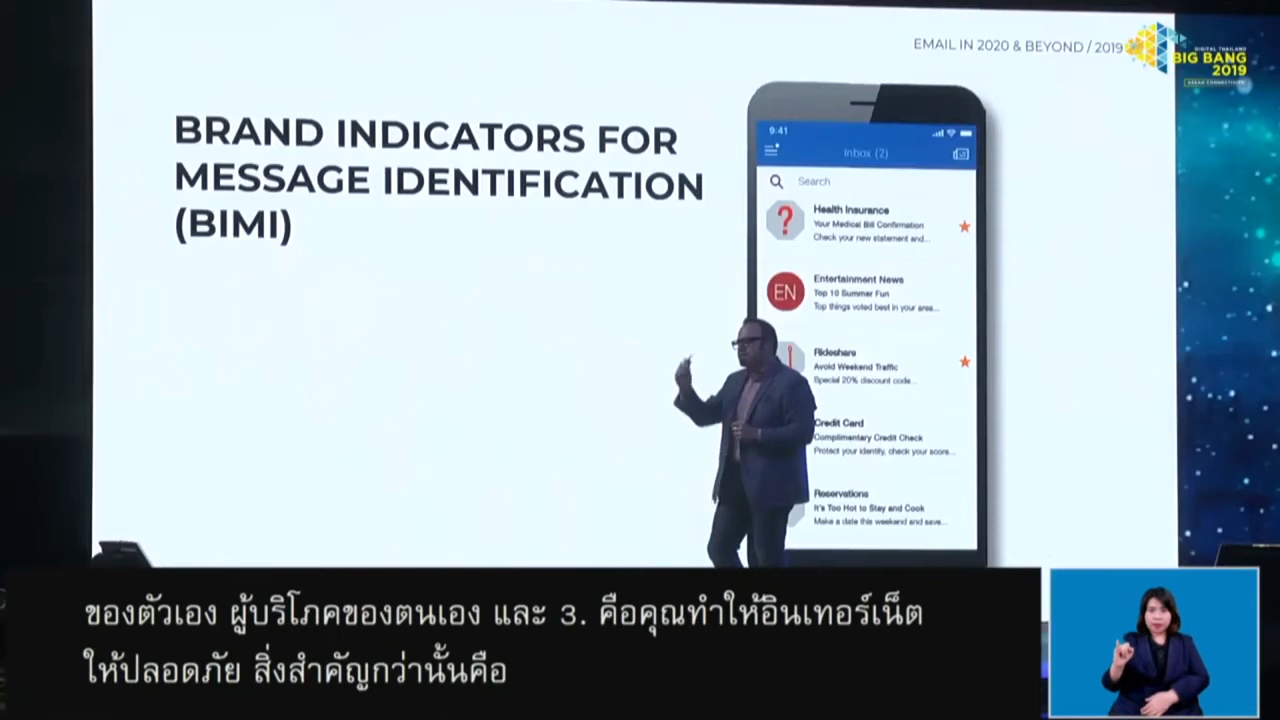 EMAIL IN 2020 & BEYOND / 2019
DIGITAL THAILAND
BIG BANG
2019
ASEAN CONNECTIVITY
BRAND INDICATORS FOR
MESSAGE IDENTIFICATION
(BIMI)
9:41
Inbox (2)
Search
?
Health Insurance
Your Medical Bill Confirmation
Check your new statement and...
EN
Entertainment News
Top 10 Summer Fun
Top things voted best in your area...
Rideshare
Avoid Weekend Traffic
Special 20% discount code...
Credit Card
Complimentary Credit Check
Protect your identity, check your score...
Reservations
It's Too Hot to Stay and Cook
Make a date this weekend and save...
ของตัวเอง ผู้บริโภคของตนเอง และ 3. คือคุณทำให้อินเทอร์เน็ต
ให้ปลอดภัย สิ่งสำคัญกว่านั้นคือ